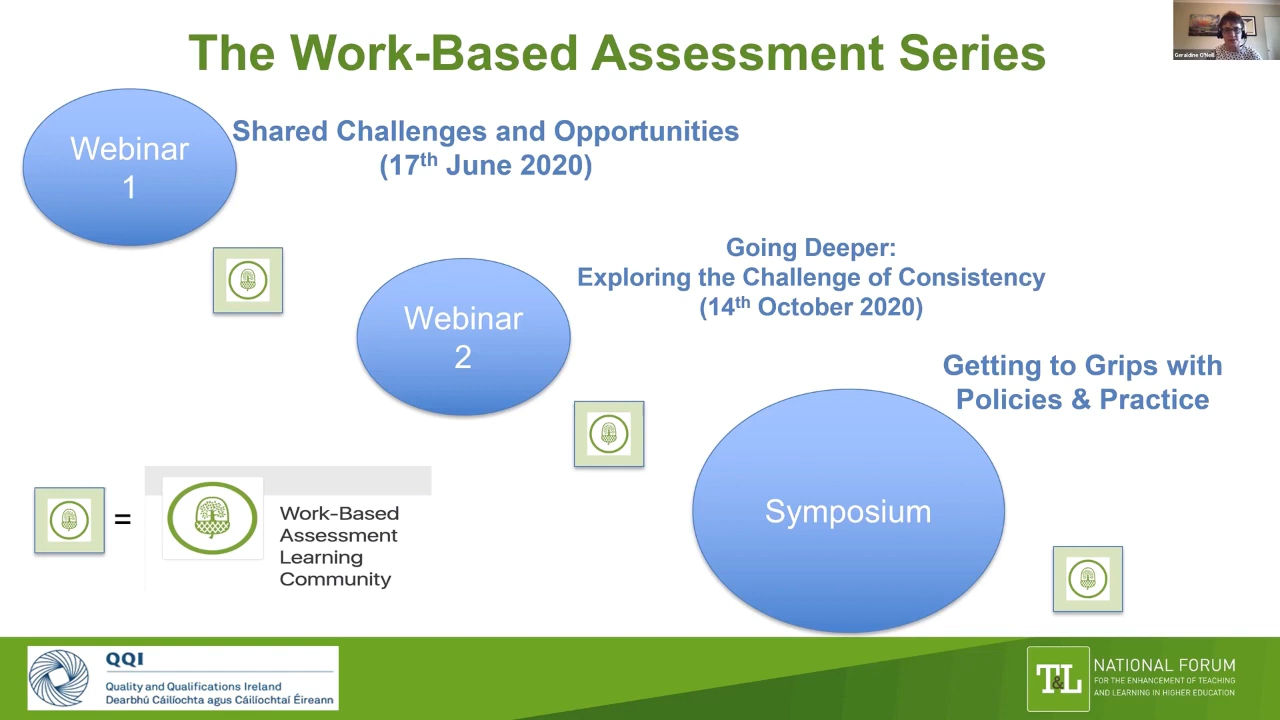 The Work-Based Assessment Series
Geraldine O'Neill
Webinar
1
Shared Challenges and Opportunities
(17th June 2020)
Going Deeper:
Exploring the Challenge of Consistency
(14th October 2020)
Webinar
2
Getting to Grips with
Policies & Practice
Symposium
=
Work-Based
Assessment
Learning
Community
QQI
Quality and Qualifications Ireland
Dearbhú Cáilíochta agus Cáilíochtaí Éireann
T&L
NATIONAL FORUM
FOR THE ENHANCEMENT OF TEACHING
AND LEARNING IN HIGHER EDUCATION